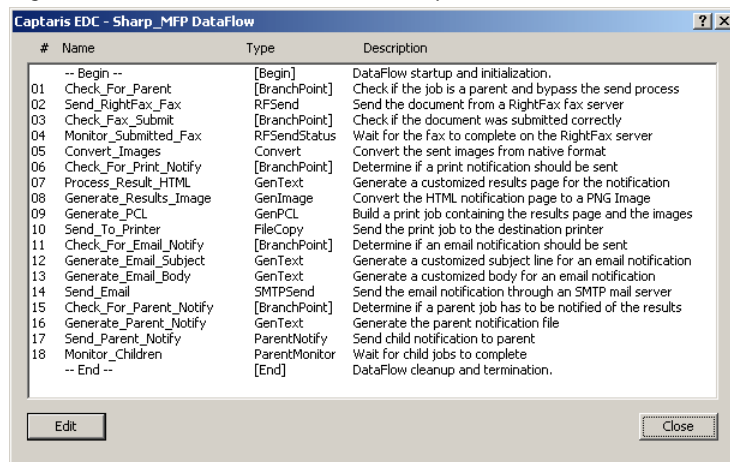 Captaris EDC - Sharp_MFP DataFlow
# Name Type Description
-- Begin -- [Begin] DataFlow startup and initialization.
01 Check_For_Parent [BranchPoint] Check if the job is a parent and bypass the send process
02 Send_RightFax_Fax RFSend Send the document from a RightFax fax server
03 Check_Fax_Submit [BranchPoint] Check if the document was submitted correctly
04 Monitor_Submitted_Fax RFSendStatus Wait for the fax to complete on the RightFax server
05 Convert_Images Convert Convert the sent images from native format
06 Check_For_Print_Notify [BranchPoint] Determine if a print notification should be sent
07 Process_Result_HTML GenText Generate a customized results page for the notification
08 Generate_Results_Image GenImage Convert the HTML notification page to a PNG Image
09 Generate_PCL GenPCL Build a print job containing the results page and the images
10 Send_To_Printer FileCopy Send the print job to the destination printer
11 Check_For_Email_Notify [BranchPoint] Determine if an email notification should be sent
12 Generate_Email_Subject GenText Generate a customized subject line for an email notification
13 Generate_Email_Body GenText Generate a customized body for an email notification
14 Send_Email SMTPSend Send the email notification through an SMTP mail server
15 Check_For_Parent_Notify [BranchPoint] Determine if a parent job has to be notified of the results
16 Generate_Parent_Notify GenText Generate the parent notification file
17 Send_Parent_Notify ParentNotify Send child notification to parent
18 Monitor_Children ParentMonitor Wait for child jobs to complete
-- End -- [End] DataFlow cleanup and termination.
Edit Close